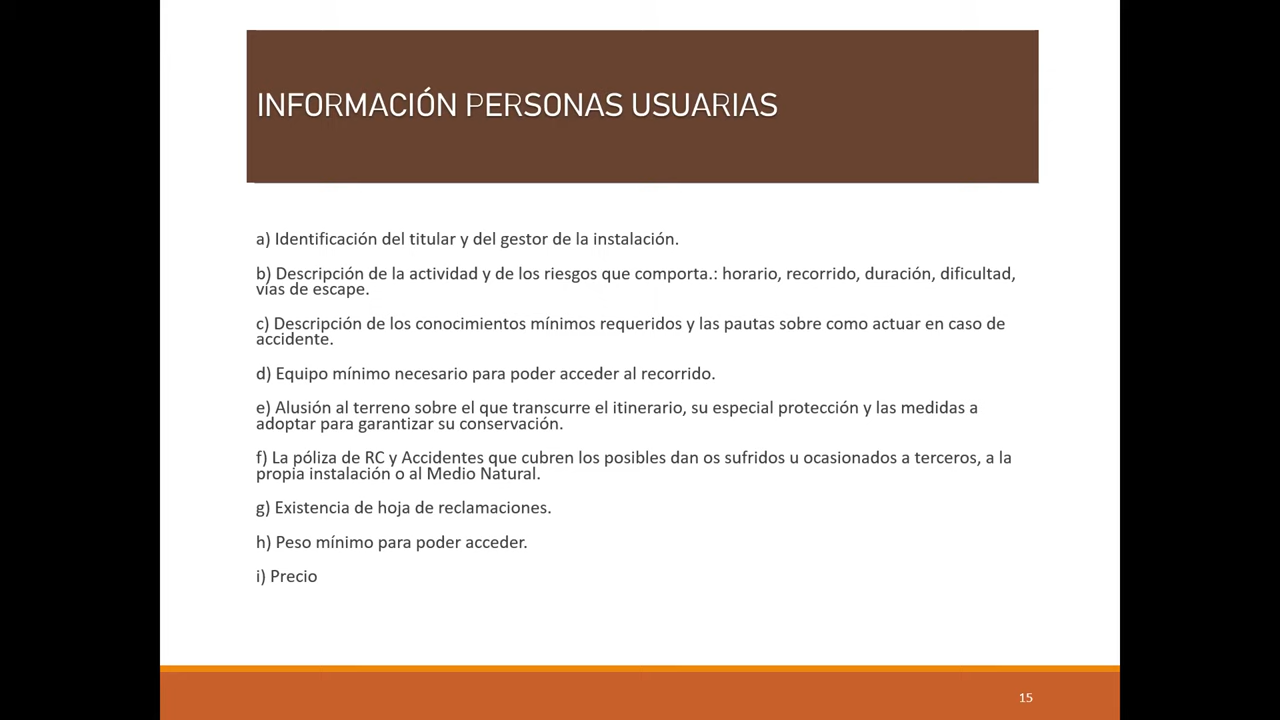 INFORMACIÓN PERSONAS USUARIAS
a) Identificación del titular y del gestor de la instalación.
b) Descripción de la actividad y de los riesgos que comporta.: horario, recorrido, duración, dificultad,
vías de escape.
c) Descripción de los conocimientos mínimos requeridos y las pautas sobre como actuar en caso de
accidente.
d) Equipo mínimo necesario para poder acceder al recorrido.
e) Alusión al terreno sobre el que transcurre el itinerario, su especial protección y las medidas a
adoptar para garantizar su conservación.
f) La póliza de RC y Accidentes que cubren los posibles dan os sufridos u ocasionados a terceros, a la
propia instalación o al Medio Natural.
g) Existencia de hoja de reclamaciones.
h) Peso mínimo para poder acceder.
i) Precio
15